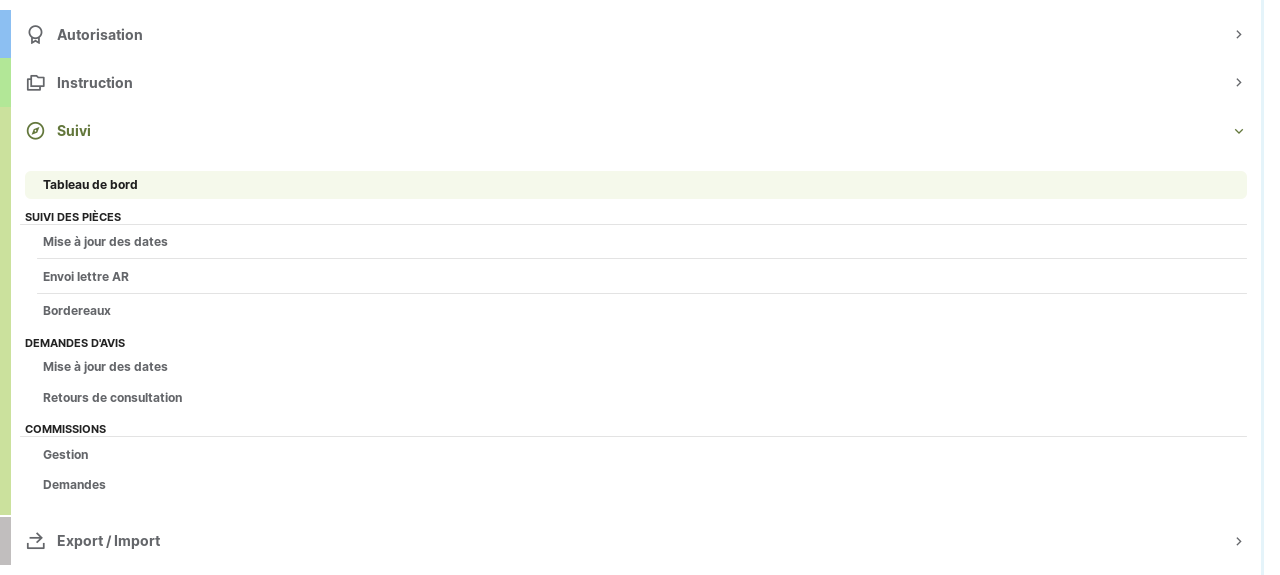 Autorisation
Instruction
Suivi
Tableau de bord
SUIVI DES PIÈCES
Mise à jour des dates
Envoi lettre AR
Bordereaux
DEMANDES D'AVIS
Mise à jour des dates
Retours de consultation
COMMISSIONS
Gestion
Demandes
Export / Import